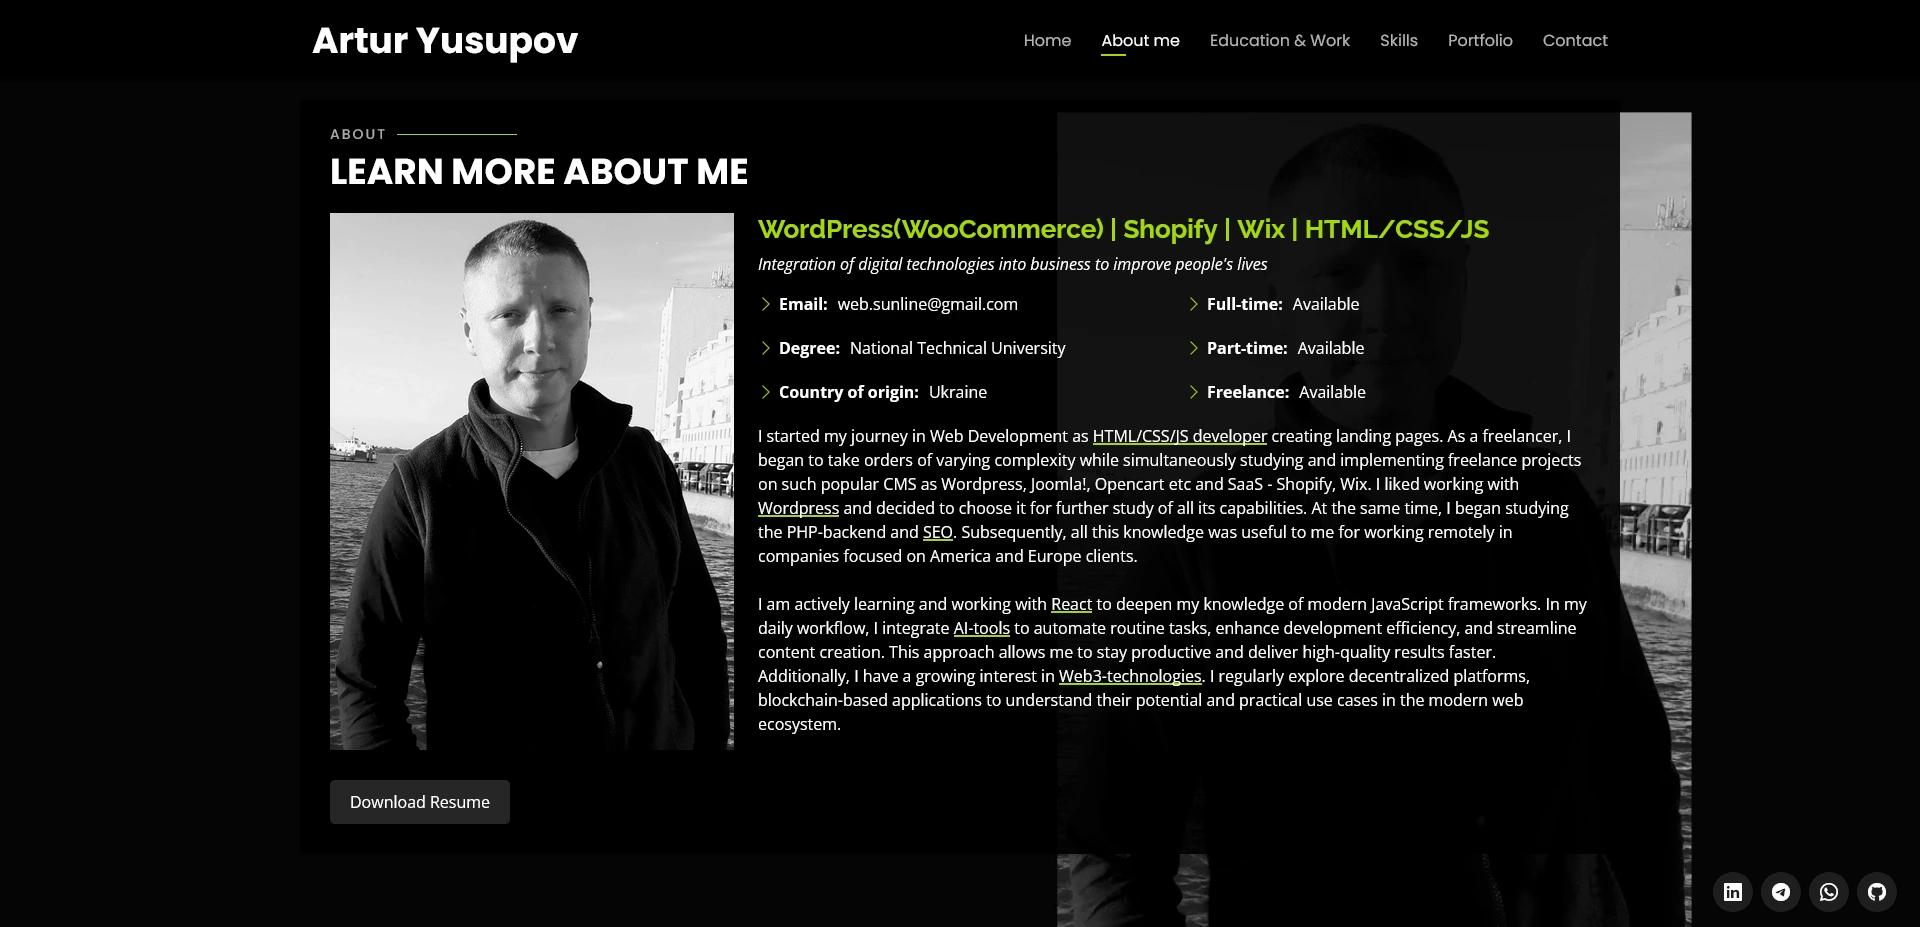 Artur Yusupov
Home About me Education & Work Skills Portfolio Contact
ABOUT
LEARN MORE ABOUT ME
WordPress(WooCommerce) | Shopify | Wix | HTML/CSS/JS
Integration of digital technologies into business to improve people's lives
Email: web.sunline@gmail.com
Full-time: Available
Degree: National Technical University
Part-time: Available
Country of origin: Ukraine
Freelance: Available
I started my journey in Web Development as HTML/CSS/JS developer creating landing pages. As a freelancer, I
began to take orders of varying complexity while simultaneously studying and implementing freelance projects
on such popular CMS as Wordpress, Joomla!, Opencart etc and SaaS - Shopify, Wix. I liked working with
Wordpress and decided to choose it for further study of all its capabilities. At the same time, I began studying
the PHP-backend and SEO. Subsequently, all this knowledge was useful to me for working remotely in
companies focused on America and Europe clients.
I am actively learning and working with React to deepen my knowledge of modern JavaScript frameworks. In my
daily workflow, I integrate AI-tools to automate routine tasks, enhance development efficiency, and streamline
content creation. This approach allows me to stay productive and deliver high-quality results faster.
Additionally, I have a growing interest in Web3-technologies. I regularly explore decentralized platforms,
blockchain-based applications to understand their potential and practical use cases in the modern web
ecosystem.
Download Resume